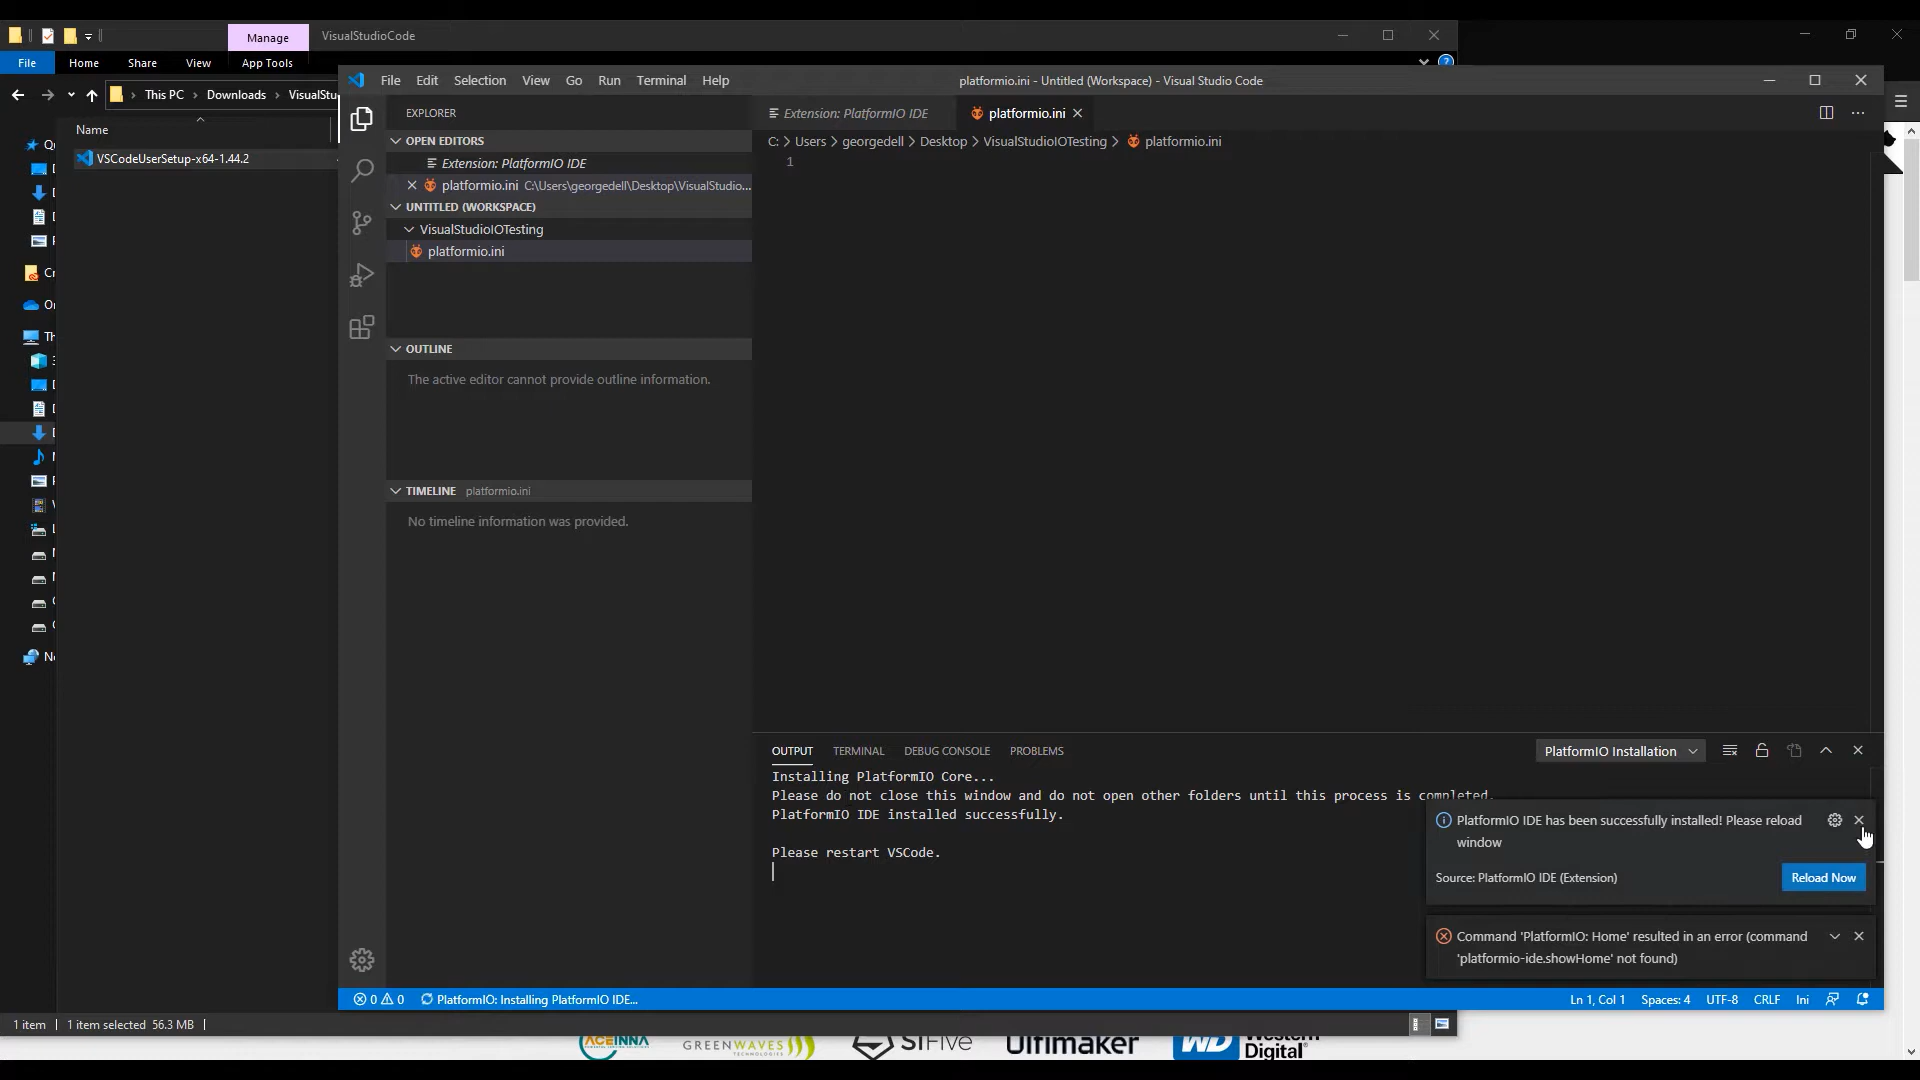 Manage VisualStudioCode
File Home Share View App Tools
This PC Downloads VisualStu
Name
VSCodeUserSetup-x64-1.44.2
1 item 1 item selected 56.3 MB
File Edit Selection View Go Run Terminal Help platformio.ini - Untitled (Workspace) - Visual Studio Code
EXPLORER
OPEN EDITORS
Extension: PlatformIO IDE
platformio.ini C:\Users\georgedell\Desktop\VisualStudio...
UNTITLED (WORKSPACE)
VisualStudioIOTesting
platformio.ini
OUTLINE
The active editor cannot provide outline information.
TIMELINE platformio.ini
No timeline information was provided.
Extension: PlatformIO IDE platformio.ini
C: > Users > georgedell > Desktop > VisualStudioIOTesting > platformio.ini
1
OUTPUT TERMINAL DEBUG CONSOLE PROBLEMS PlatformIO Installation
Installing PlatformIO Core...
Please do not close this window and do not open other folders until this process is completed.
PlatformIO IDE installed successfully.
Please restart VSCode.
PlatformIO IDE has been successfully installed! Please reload
window
Source: PlatformIO IDE (Extension) Reload Now
Command 'PlatformIO: Home' resulted in an error (command
'platformio-ide.showHome' not found)
0 0 PlatformIO: Installing PlatformIO IDE... Ln 1, Col 1 Spaces: 4 UTF-8 CRLF Ini
ACEINNA GREENWAVES TECHNOLOGIES SiFive Ultimaker WD Western
Digital